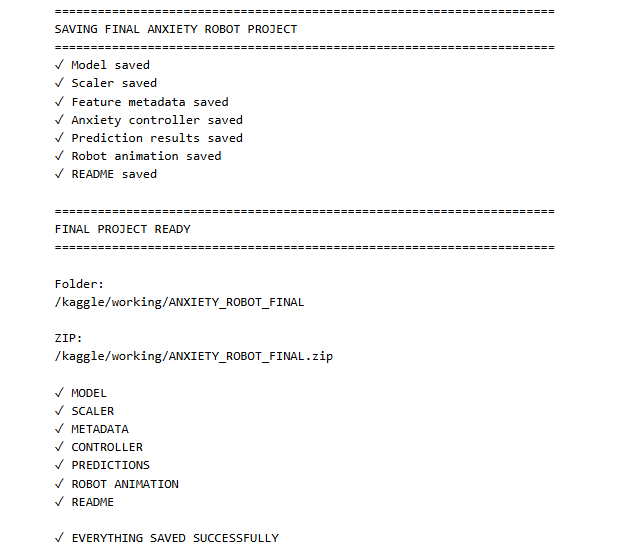 ======================================================================
SAVING FINAL ANXIETY ROBOT PROJECT
======================================================================
✓ Model saved
✓ Scaler saved
✓ Feature metadata saved
✓ Anxiety controller saved
✓ Prediction results saved
✓ Robot animation saved
✓ README saved
======================================================================
FINAL PROJECT READY
======================================================================
Folder:
/kaggle/working/ANXIETY_ROBOT_FINAL
ZIP:
/kaggle/working/ANXIETY_ROBOT_FINAL.zip
✓ MODEL
✓ SCALER
✓ METADATA
✓ CONTROLLER
✓ PREDICTIONS
✓ ROBOT ANIMATION
✓ README
✓ EVERYTHING SAVED SUCCESSFULLY